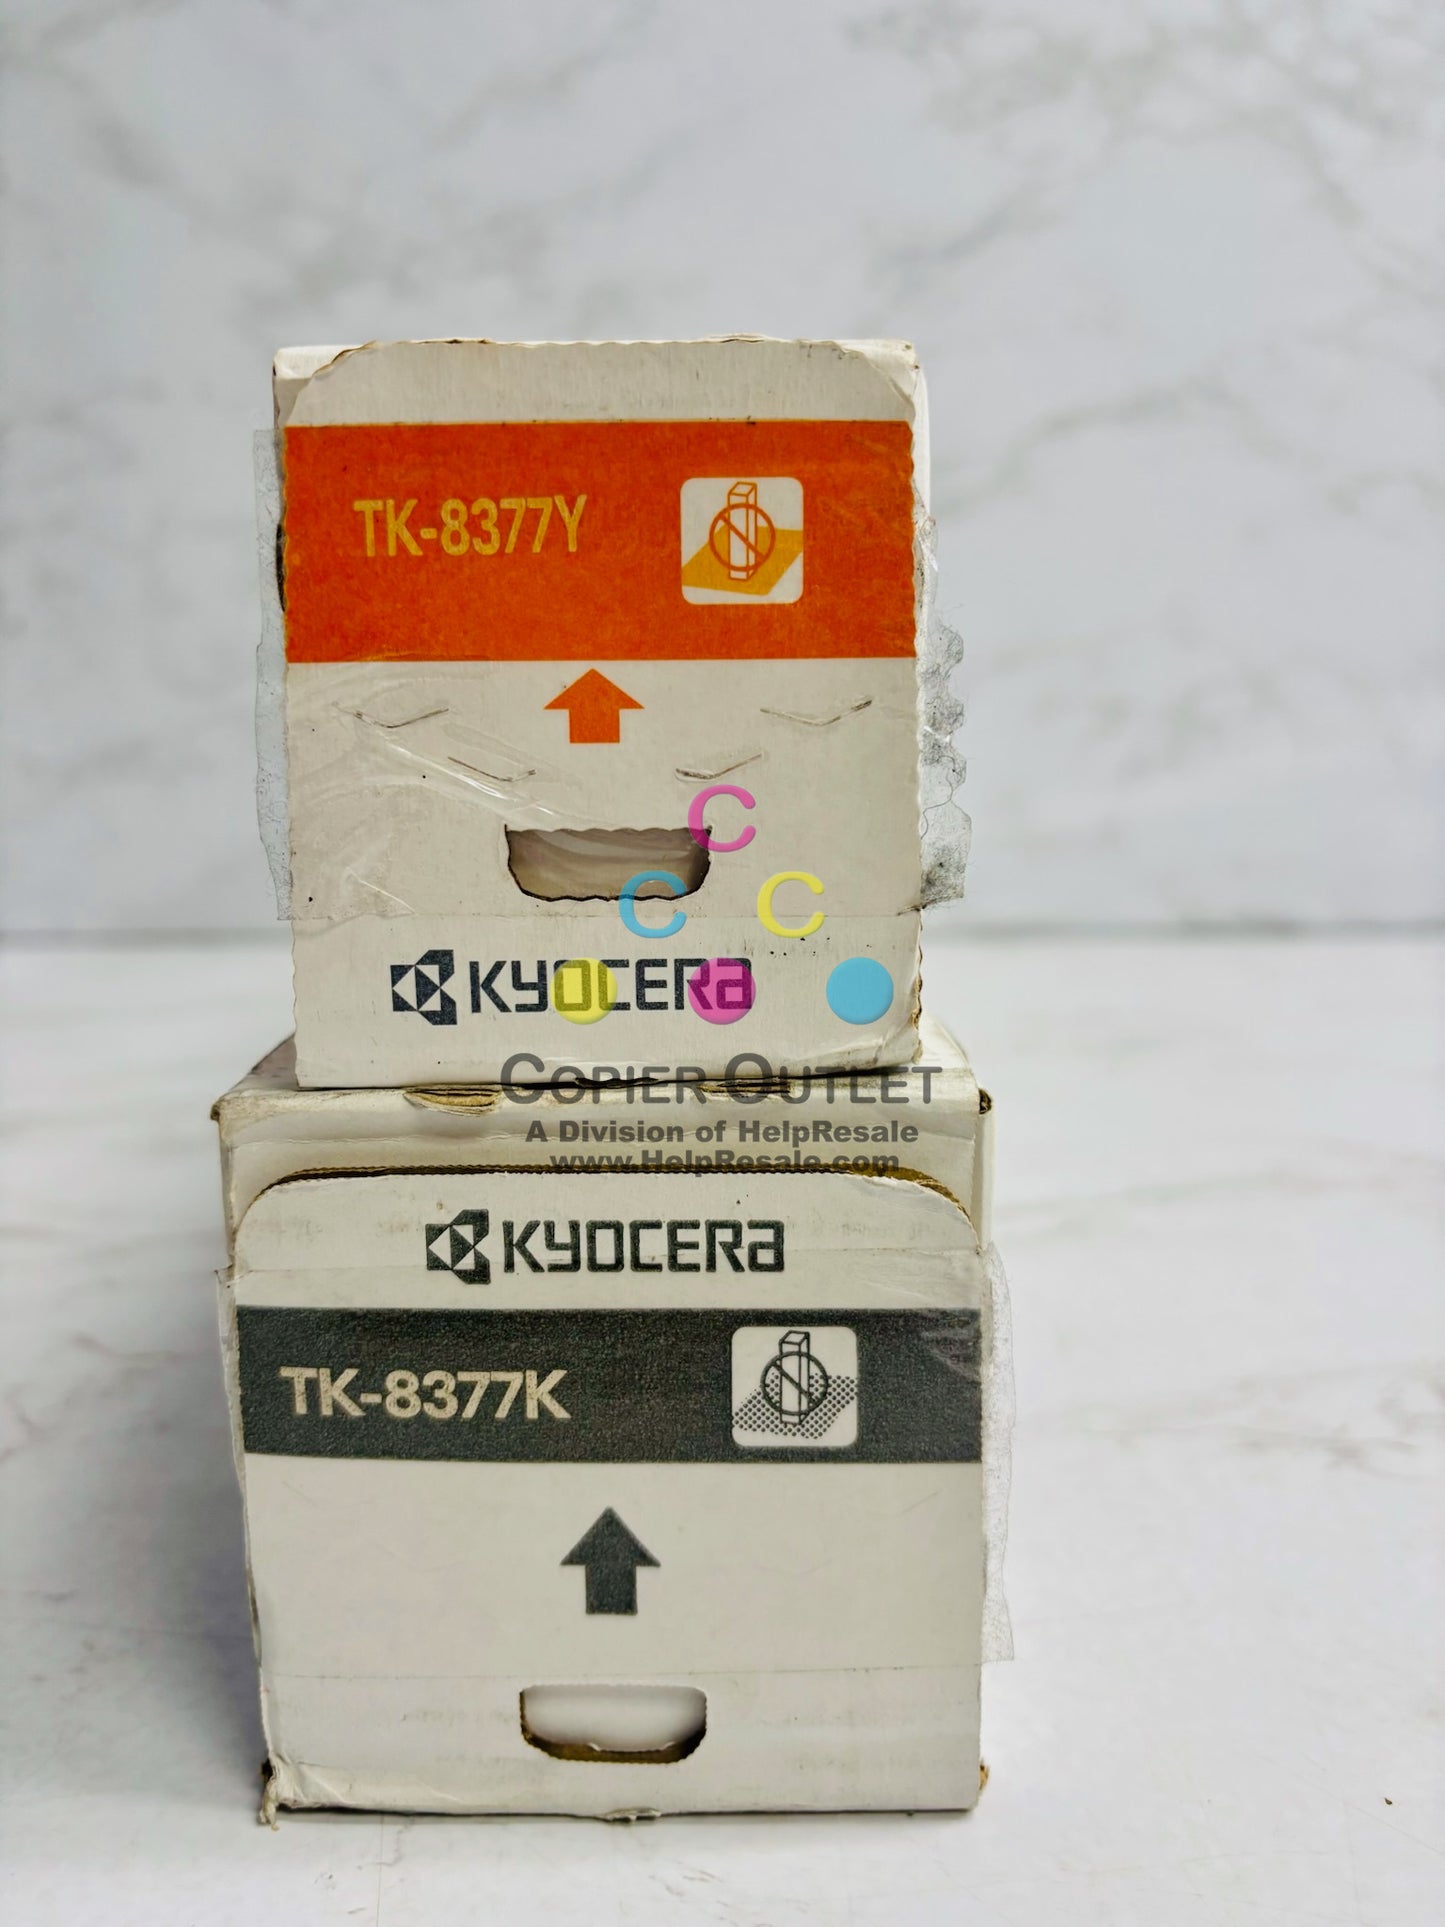 TK-8377Y
C
C C
KYOCERA
COPIER OUTLET
A Division of HelpResale
www.HelpResale.com
KYOCERA
TK-8377K